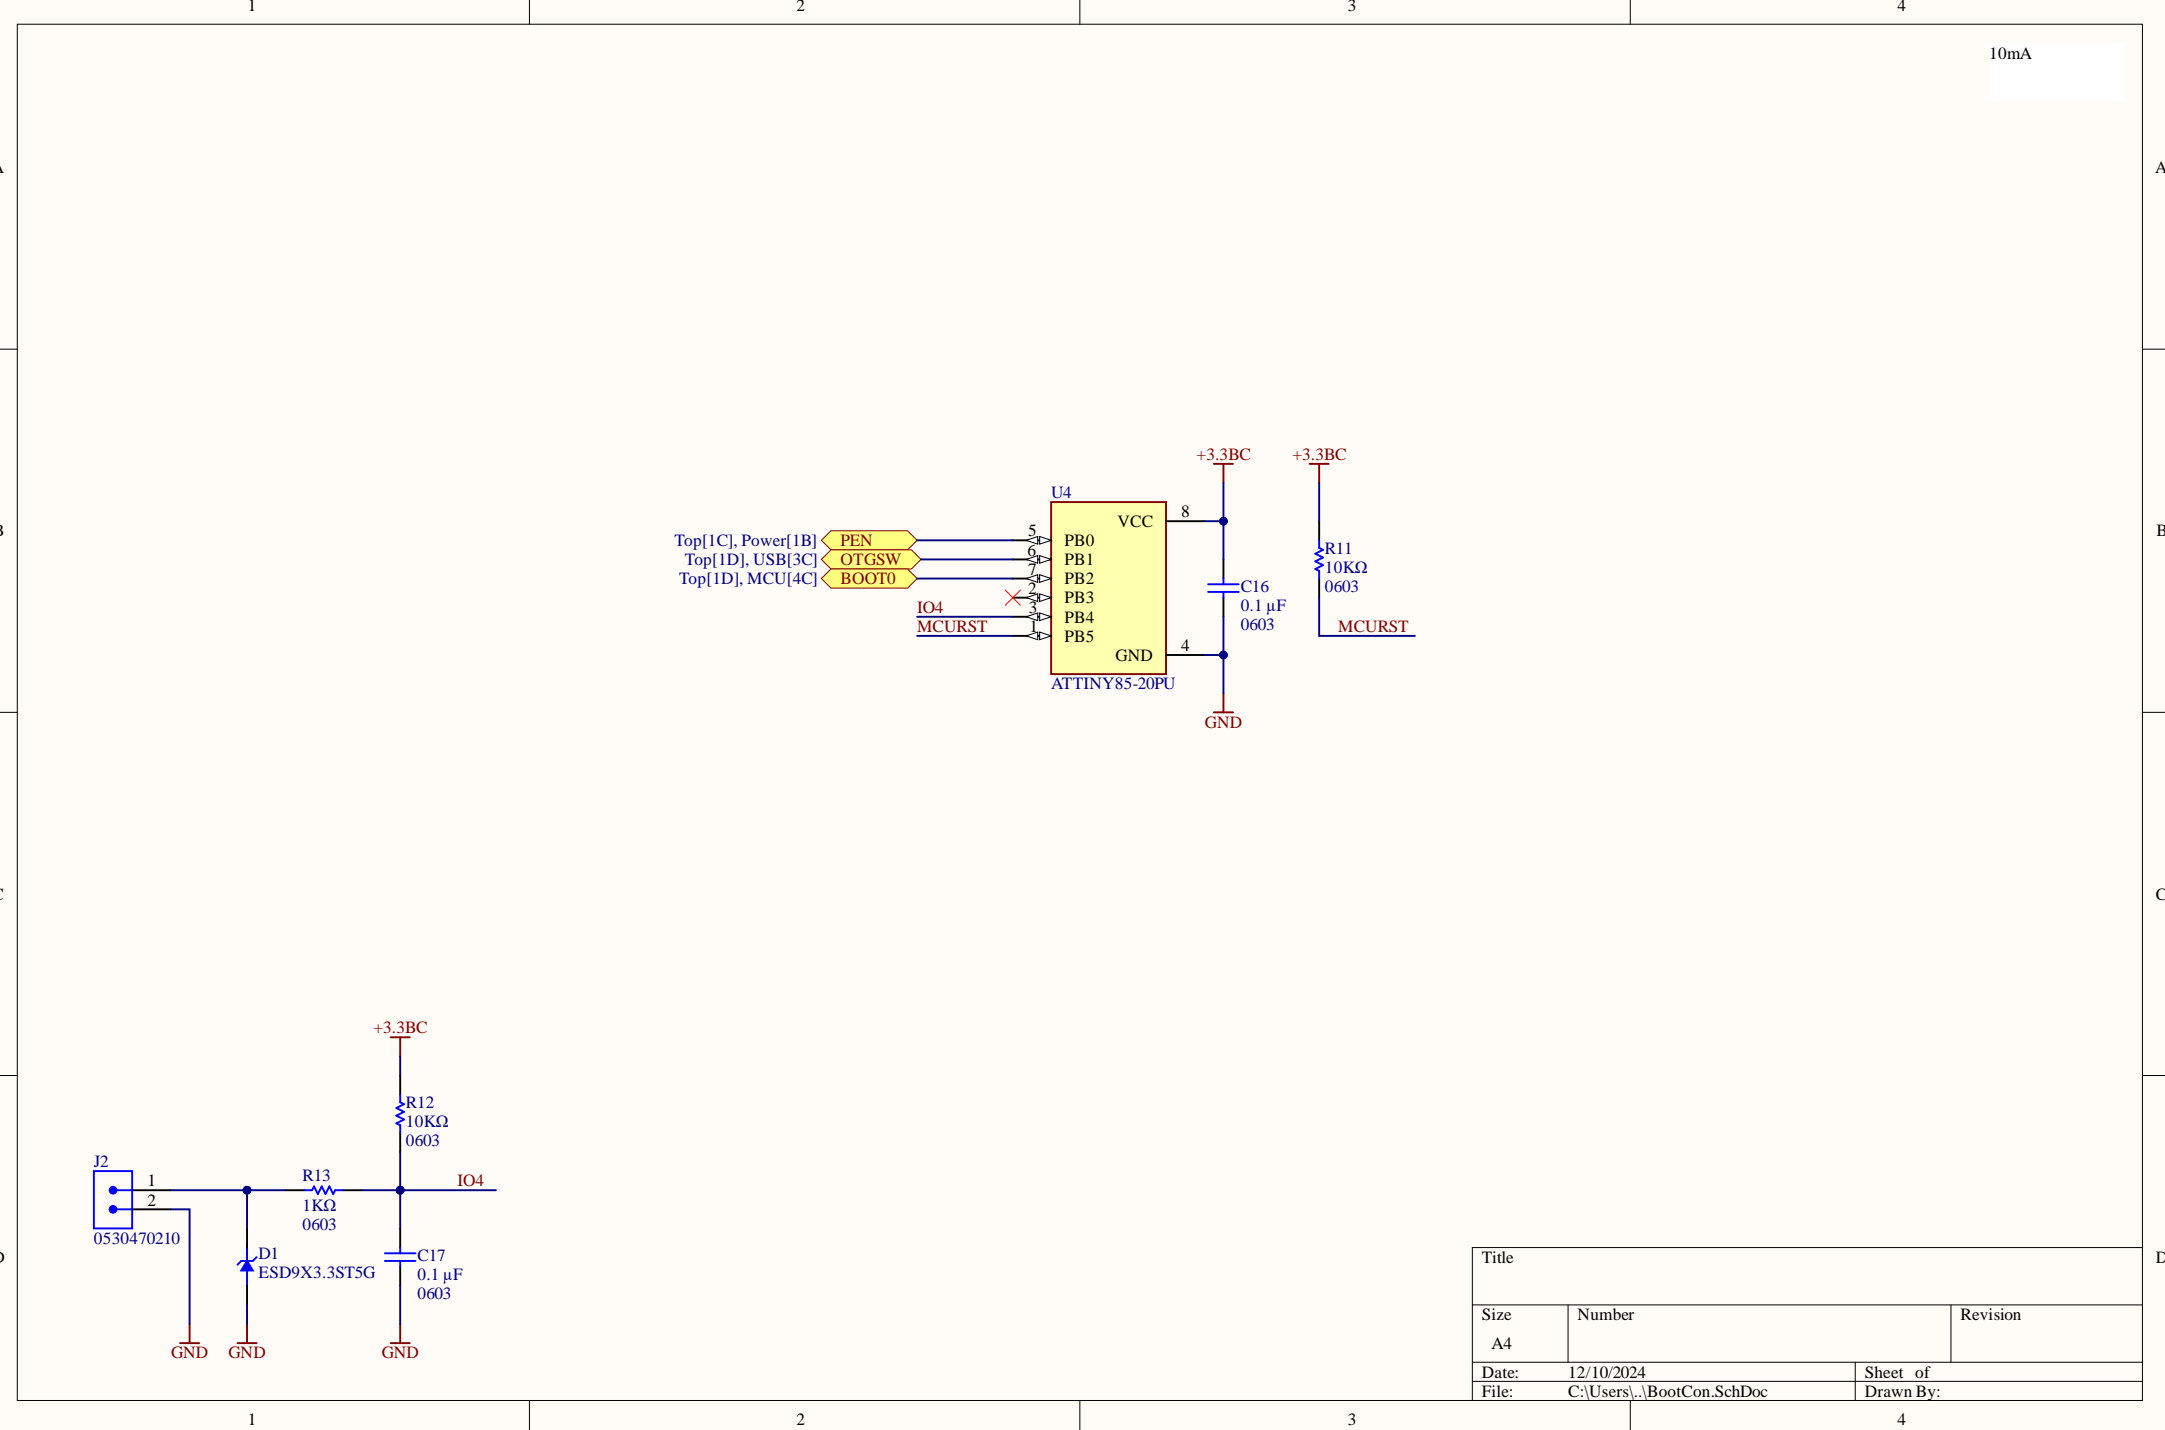 1 2 3 4
10mA
A A
+3.3BC +3.3BC
U4
VCC 8
B B
Top[1C], Power[1B] PEN 5 PB0
Top[1D], USB[3C] OTGSW 6 PB1
Top[1D], MCU[4C] BOOT0 7 PB2
2 PB3
IO4 3 PB4
MCURST 1 PB5
GND 4
ATTINY85-20PU
C16
0.1 µF
0603
R11
10KΩ
0603
MCURST
GND
C C
+3.3BC
R12
10KΩ
0603
J2
1
2
0530470210
R13
1KΩ
0603
IO4
D1
ESD9X3.3ST5G
C17
0.1 µF
0603
GND GND GND
D D
Title
Size Number Revision
A4
Date: 12/10/2024 Sheet of
File: C:\Users\..\BootCon.SchDoc Drawn By:
1 2 3 4